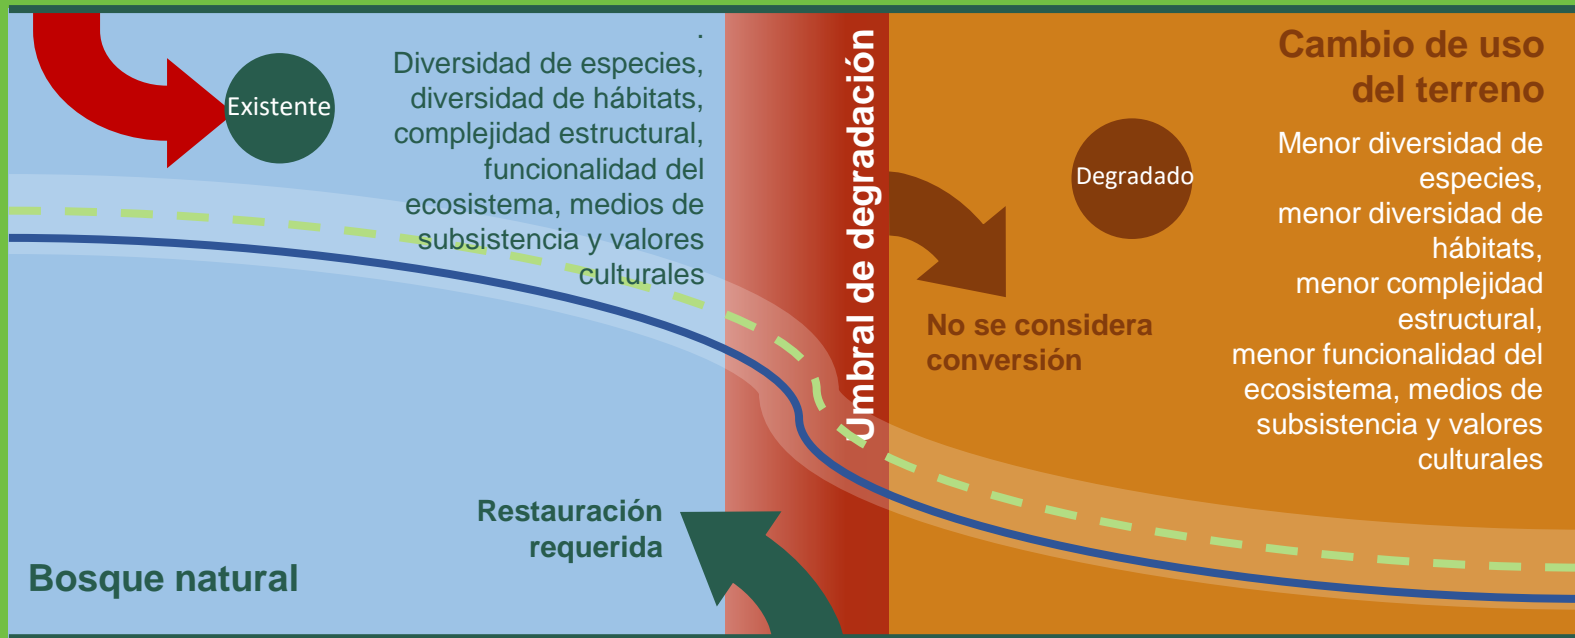 .
Existente
Diversidad de especies,
diversidad de hábitats,
complejidad estructural,
funcionalidad del
ecosistema, medios de
subsistencia y valores
culturales
Restauración
requerida
Bosque natural
Umbral de degradación
No se considera
conversión
Degradado
Cambio de uso
del terreno
Menor diversidad de
especies,
menor diversidad de
hábitats,
menor complejidad
estructural,
menor funcionalidad del
ecosistema, medios de
subsistencia y valores
culturales